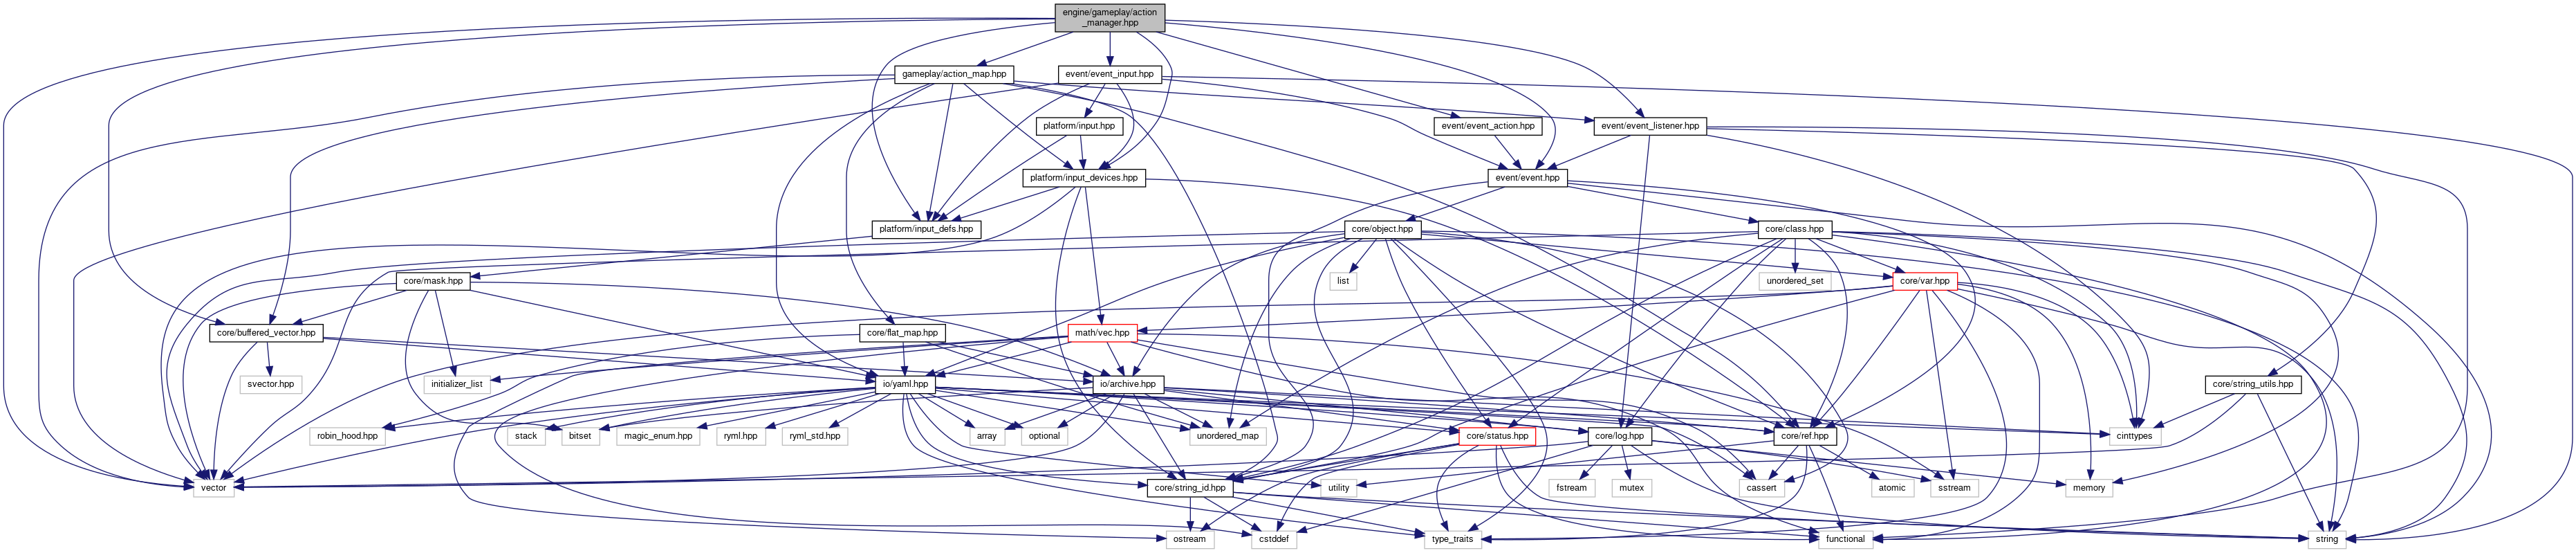 engine/gameplay/action
_manager.hpp
gameplay/action_map.hpp
event/event_input.hpp
platform/input.hpp
event/event_action.hpp
event/event_listener.hpp
platform/input_devices.hpp
event/event.hpp
platform/input_defs.hpp
core/object.hpp
core/class.hpp
core/mask.hpp
list
unordered_set
core/var.hpp
core/buffered_vector.hpp
core/flat_map.hpp
math/vec.hpp
svector.hpp
initializer_list
io/yaml.hpp
io/archive.hpp
core/string_utils.hpp
robin_hood.hpp
stack
bitset
magic_enum.hpp
ryml.hpp
ryml_std.hpp
array
optional
unordered_map
core/status.hpp
core/log.hpp
core/ref.hpp
cinttypes
vector
core/string_id.hpp
utility
fstream
mutex
cassert
atomic
sstream
memory
ostream
cstddef
type_traits
functional
string